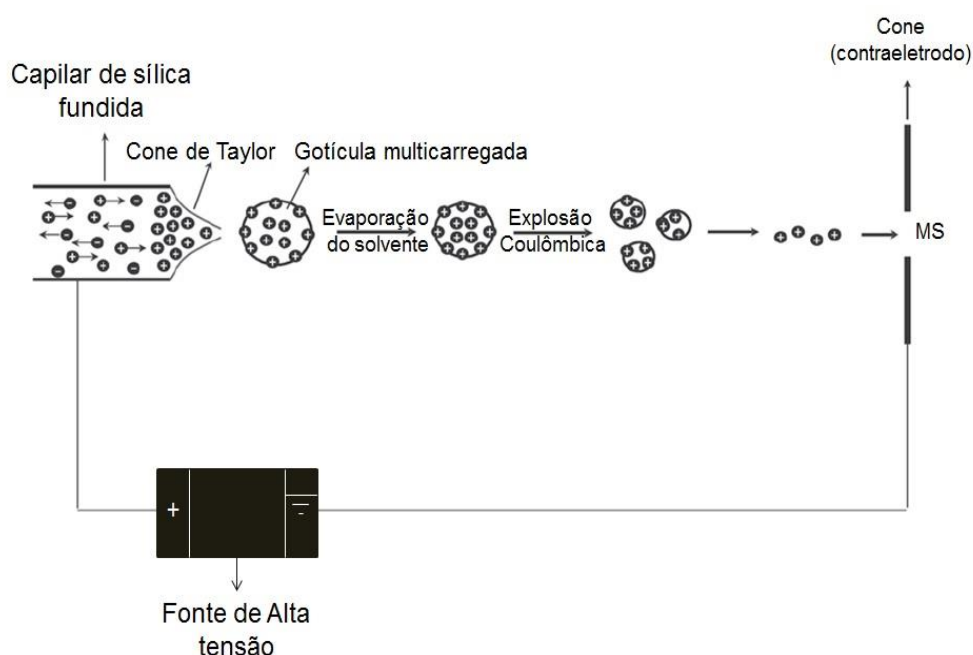 Cone
(contraeletrodo)
Capilar de sílica
fundida
Cone de Taylor
Gotícula multicarregada
Evaporação
do solvente
Explosão
Coulômbica
MS
+
-
Fonte de Alta
tensão